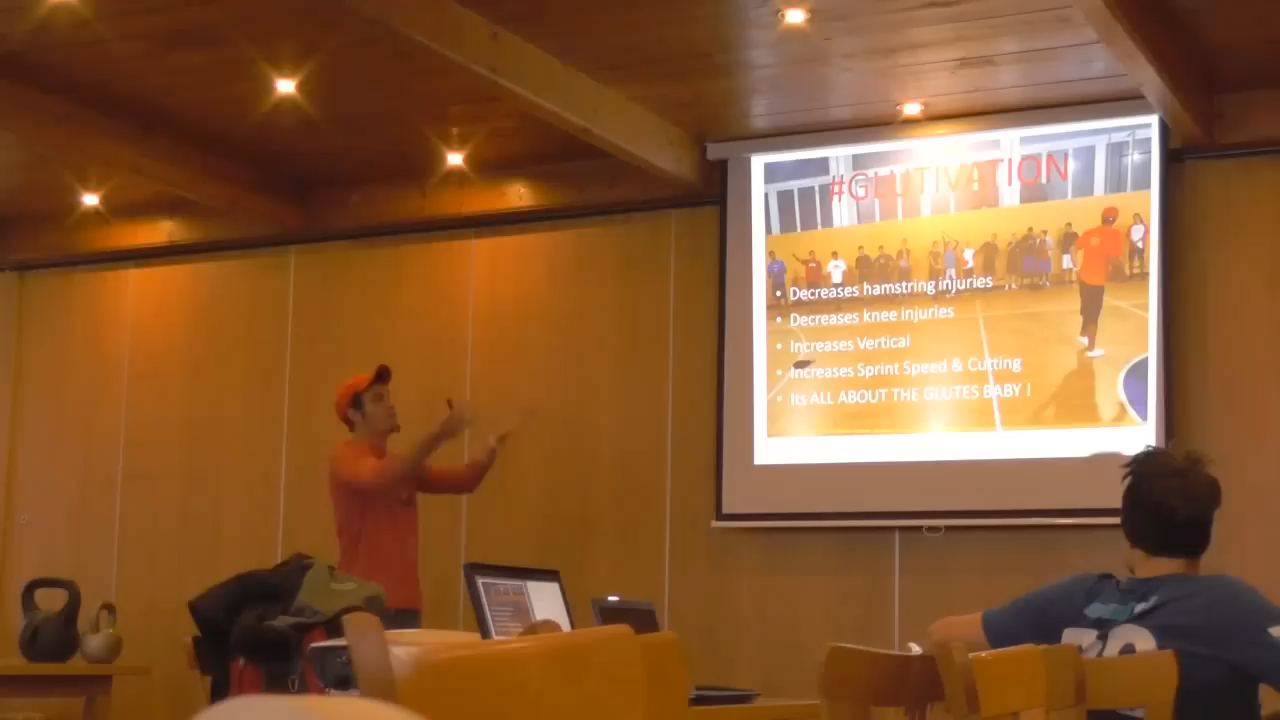 #GLUTIVATION
• Decreases hamstring injuries
• Decreases knee injuries
• Increases Vertical
• Increases Sprint Speed & Cutting
• Its ALL ABOUT THE GLUTES BABY !